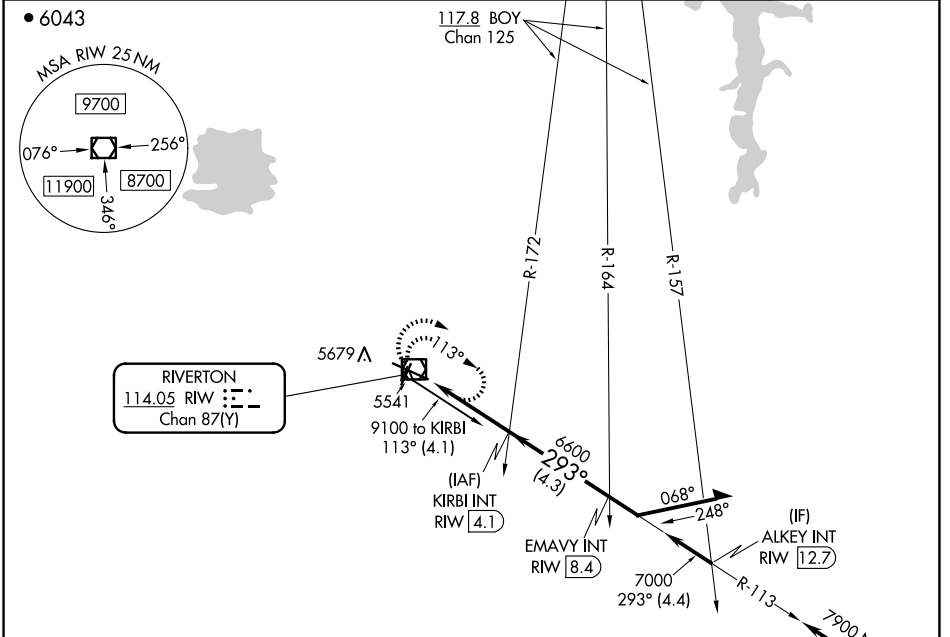 6043
MSA RIW 25 NM
9700
076°
256°
11900
8700
346°
117.8 BOY
Chan 125
R-172
R-164
R-157
5679
113°
RIVERTON
114.05 RIW
Chan 87(Y)
5541
9100 to KIRBI
113° (4.1)
(IAF)
KIRBI INT
RIW 4.1
6600
293°
(4.3)
068°
248°
EMAVY INT
RIW 8.4
(IF)
ALKEY INT
RIW 12.7
7000
293° (4.4)
R-113
7900